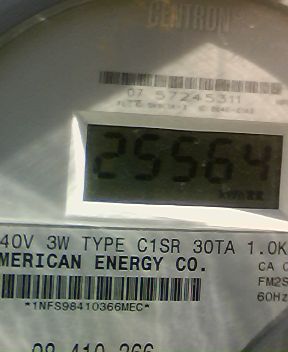 CENTRON
07 57245311
25564
40V 3W TYPE C1SR 30TA 1.0K
MERICAN ENERGY CO.
CA
FM2S
60Hz
*1NFS98410366MEC*
98 410 366